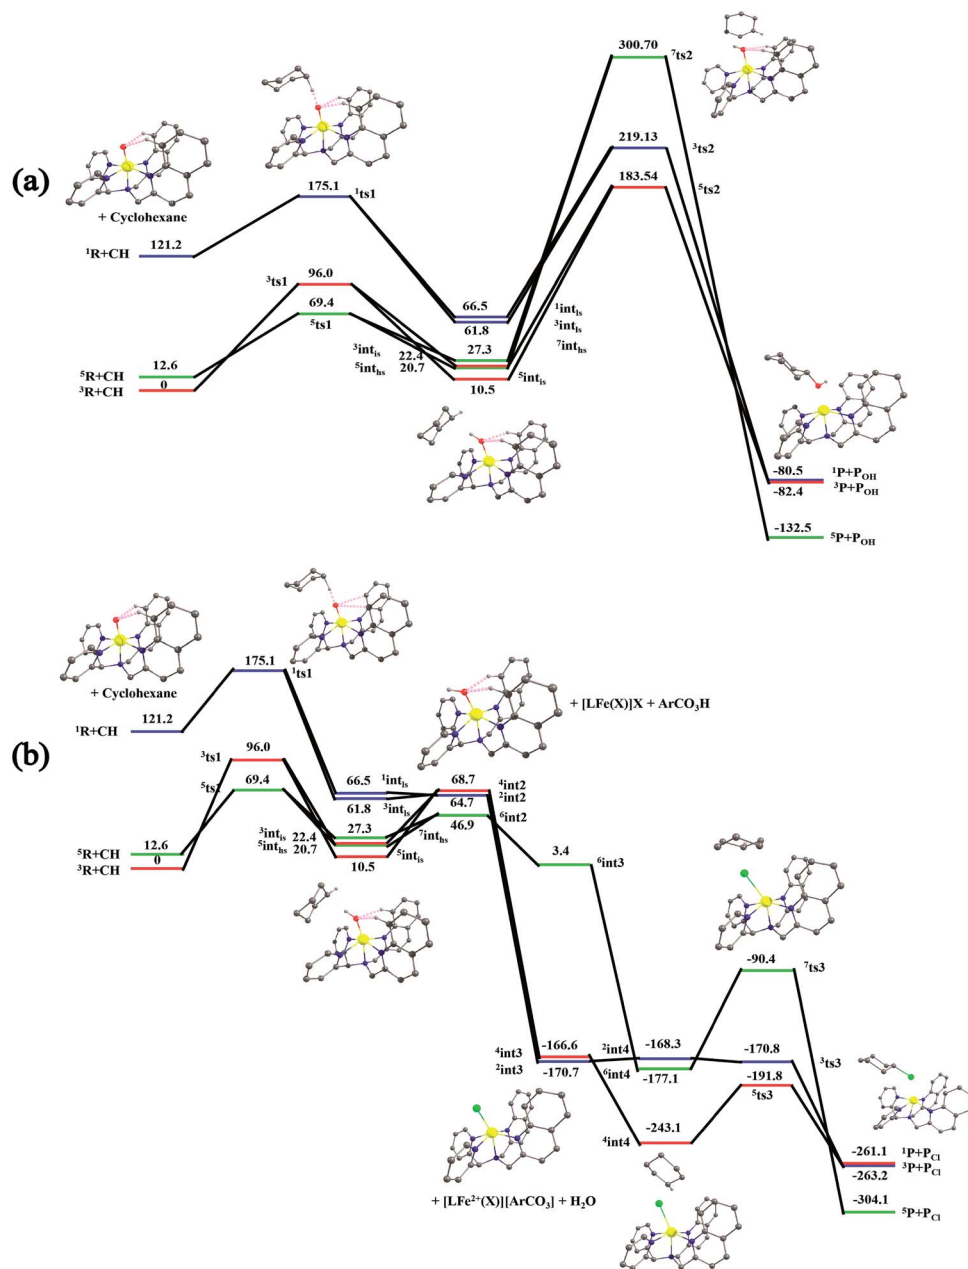 (a)
300.70
⁷ts2
219.13
³ts2
183.54
⁵ts2
+ Cyclohexane
175.1
¹ts1
¹R+CH
121.2
³ts1
96.0
69.4
⁵ts1
66.5
61.8
¹intₗₛ
³intₗₛ
⁷intₕₛ
³intᵢₛ
22.4
27.3
⁵intₕₛ
20.7
10.5
⁵intᵢₛ
⁵R+CH
12.6
³R+CH
0
-80.5
¹P+P_OH
-82.4
³P+P_OH
-132.5
⁵P+P_OH
(b)
+ Cyclohexane
175.1
¹ts1
¹R+CH
121.2
+ [LFe(X)]X + ArCO₃H
³ts1
96.0
⁵ts1
69.4
66.5
¹intₗₛ
61.8
³intₗₛ
68.7
⁴int2
64.7
²int2
46.9
⁶int2
³intᵢₛ
22.4
27.3
⁵intₕₛ
20.7
⁷intₕₛ
10.5
⁵intᵢₛ
⁵R+CH
12.6
³R+CH
0
3.4
⁶int3
-90.4
⁷ts3
⁴int3
-166.6
²int3
-170.7
²int4
-168.3
⁶int4
-177.1
-170.8
³ts3
-191.8
⁵ts3
⁴int4
-243.1
-261.1
¹P+P_Cl
-263.2
³P+P_Cl
-304.1
⁵P+P_Cl
+ [LFe²⁺(X)][ArCO₃] + H₂O